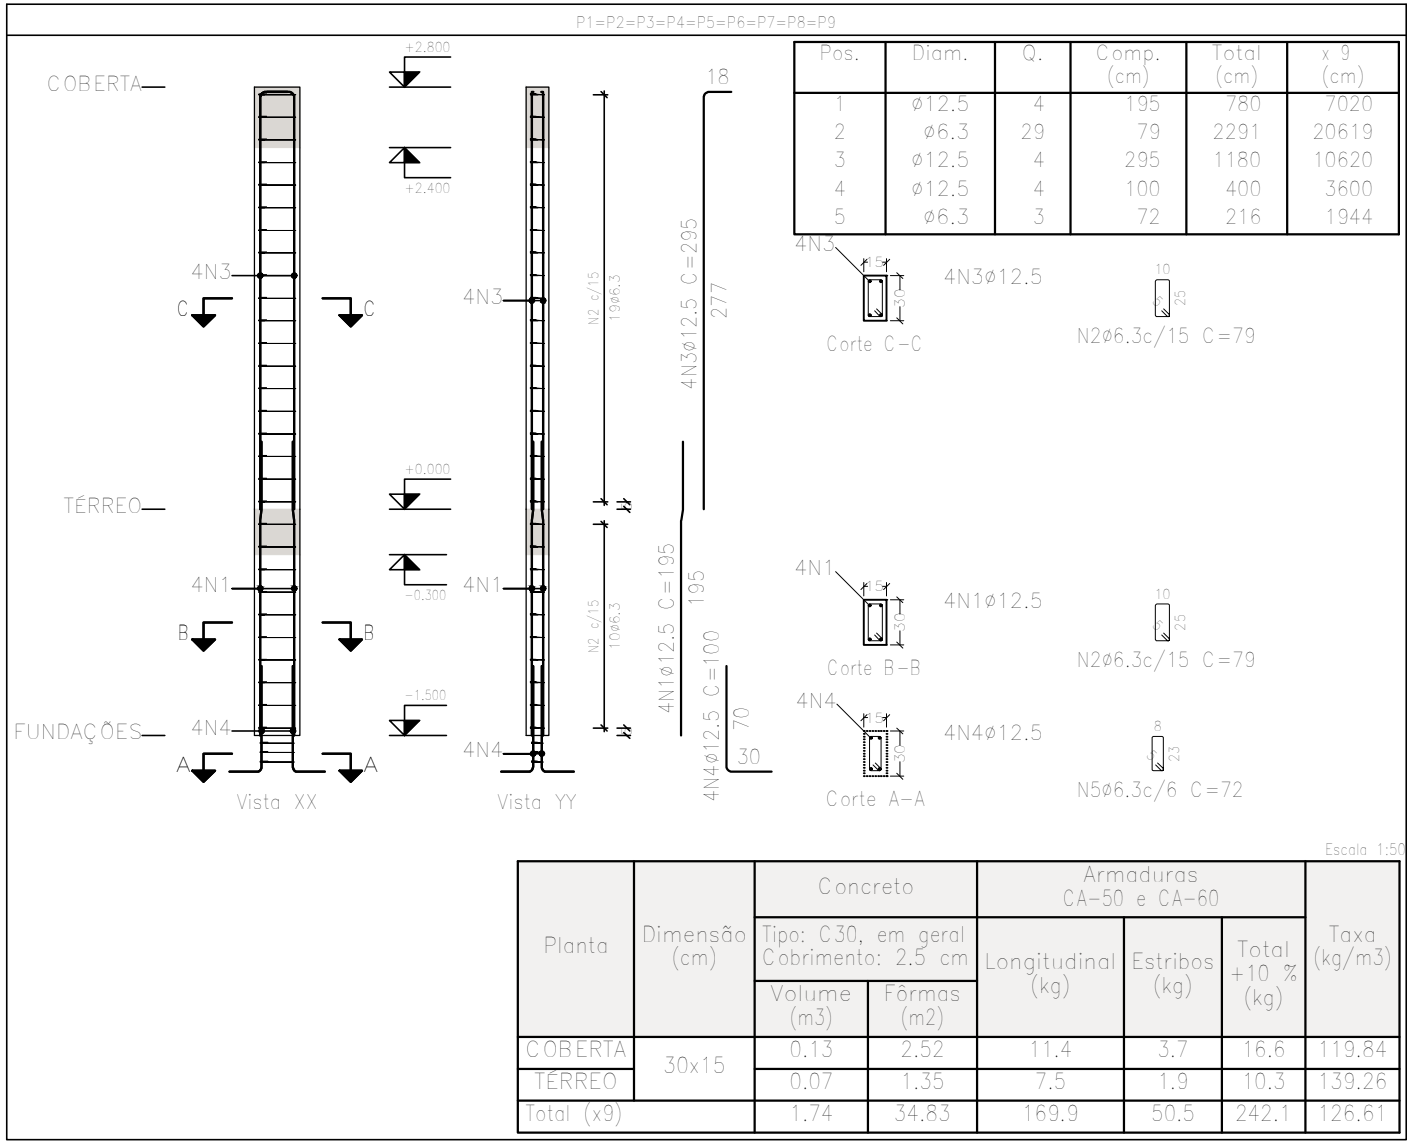 P1=P2=P3=P4=P5=P6=P7=P8=P9
Pos. Diam. Q. Comp. (cm) Total (cm) x 9 (cm)
1 ø12.5 4 195 780 7020
2 ø6.3 29 79 2291 20619
3 ø12.5 4 295 1180 10620
4 ø12.5 4 100 400 3600
5 ø6.3 3 72 216 1944
COBERTA
+2.800
+2.400
18
4N3
4N3
C C
N2 c/15
19ø6.3
4N3ø12.5 C=295
277
4N3
15
30
4N3ø12.5
Corte C-C
10
25
N2ø6.3c/15 C=79
TÉRREO
+0.000
-0.300
4N1
4N1
B B
N2 c/15
10ø6.3
4N1ø12.5 C=195
195
4N1
15
30
4N1ø12.5
Corte B-B
10
25
N2ø6.3c/15 C=79
FUNDAÇÕES
-1.500
4N4
4N4
A A
Vista XX
Vista YY
4N4ø12.5 C=100
70
30
4N4
15
30
4N4ø12.5
Corte A-A
8
23
N5ø6.3c/6 C=72
Escala 1:50
Planta
Dimensão
(cm)
Concreto
Tipo: C30, em geral
Cobrimento: 2.5 cm
Volume
(m3)
Fôrmas
(m2)
Armaduras
CA-50 e CA-60
Longitudinal
(kg)
Estribos
(kg)
Total
+10 %
(kg)
Taxa
(kg/m3)
COBERTA 30x15 0.13 2.52 11.4 3.7 16.6 119.84
TÉRREO 0.07 1.35 7.5 1.9 10.3 139.26
Total (x9) 1.74 34.83 169.9 50.5 242.1 126.61